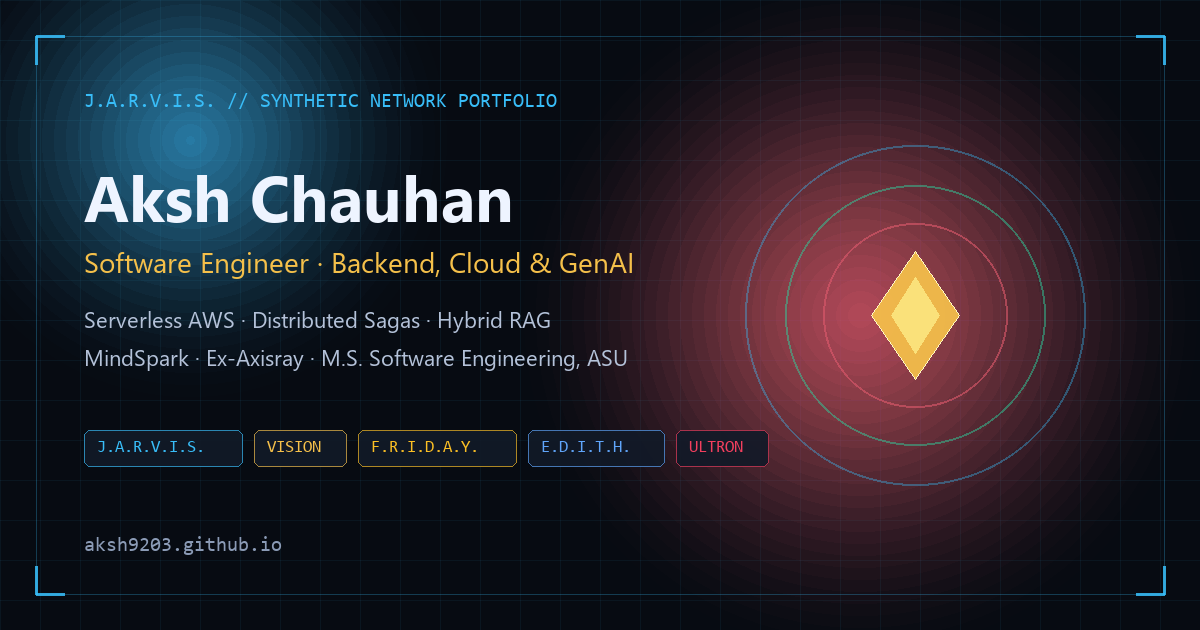 J.A.R.V.I.S. // SYNTHETIC NETWORK PORTFOLIO
Aksh Chauhan
Software Engineer · Backend, Cloud & GenAI
Serverless AWS · Distributed Sagas · Hybrid RAG
MindSpark · Ex-Axisray · M.S. Software Engineering, ASU
J.A.R.V.I.S. VISION F.R.I.D.A.Y. E.D.I.T.H. ULTRON
aksh9203.github.io